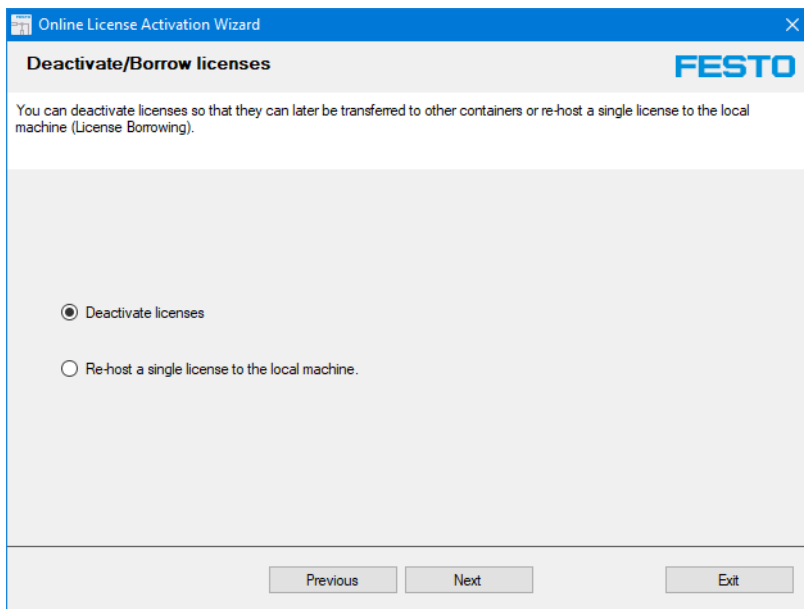 Online License Activation Wizard
Deactivate/Borrow licenses
FESTO
You can deactivate licenses so that they can later be transferred to other containers or re-host a single license to the local
machine (License Borrowing).
Deactivate licenses
Re-host a single license to the local machine.
Previous
Next
Exit